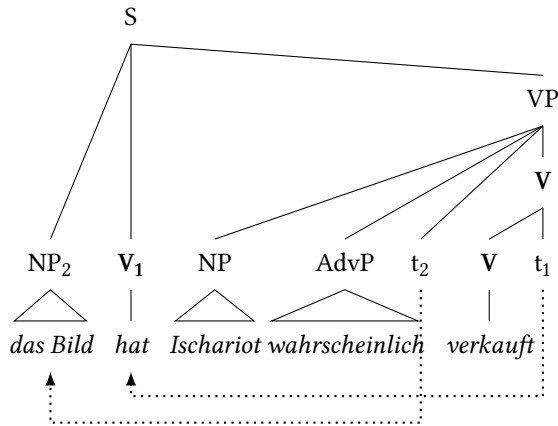 S
VP
V
NP₂ V₁ NP AdvP t₂ V t₁
das Bild hat Ischariot wahrscheinlich verkauft